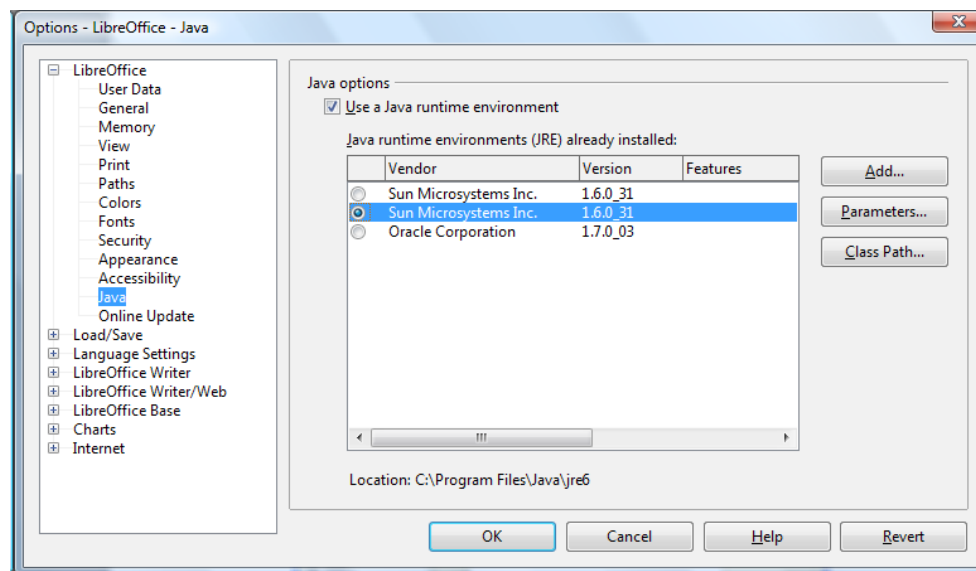 Options - LibreOffice - Java
LibreOffice
User Data
General
Memory
View
Print
Paths
Colors
Fonts
Security
Appearance
Accessibility
Java
Online Update
Load/Save
Language Settings
LibreOffice Writer
LibreOffice Writer/Web
LibreOffice Base
Charts
Internet
Java options
Use a Java runtime environment
Java runtime environments (JRE) already installed:
Vendor Version Features
Sun Microsystems Inc. 1.6.0_31
Sun Microsystems Inc. 1.6.0_31
Oracle Corporation 1.7.0_03
Add...
Parameters...
Class Path...
Location: C:\Program Files\Java\jre6
OK Cancel Help Revert